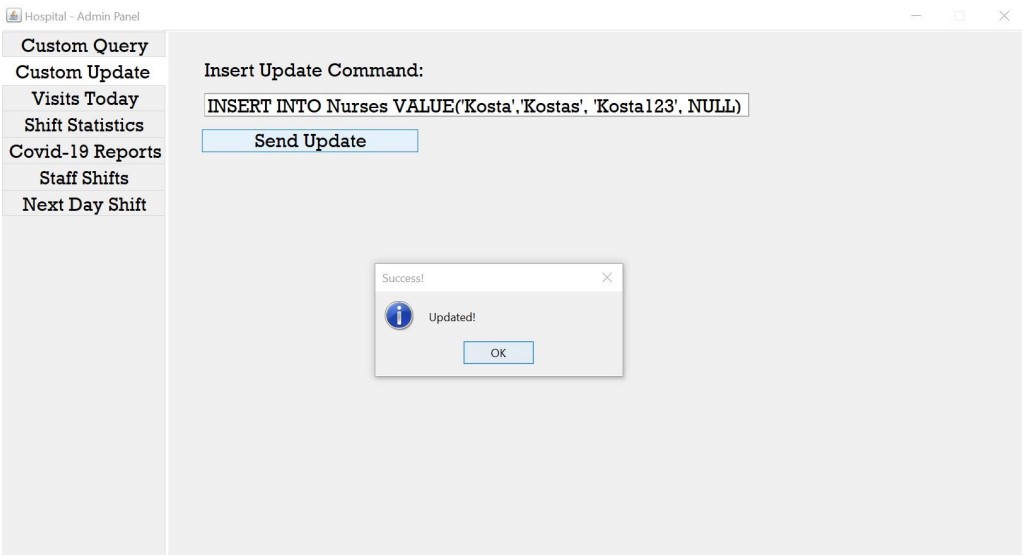 Hospital - Admin Panel
Custom Query
Custom Update
Visits Today
Shift Statistics
Covid-19 Reports
Staff Shifts
Next Day Shift
Insert Update Command:
INSERT INTO Nurses VALUE('Kosta','Kostas', 'Kosta123', NULL)
Send Update
Success!
Updated!
OK